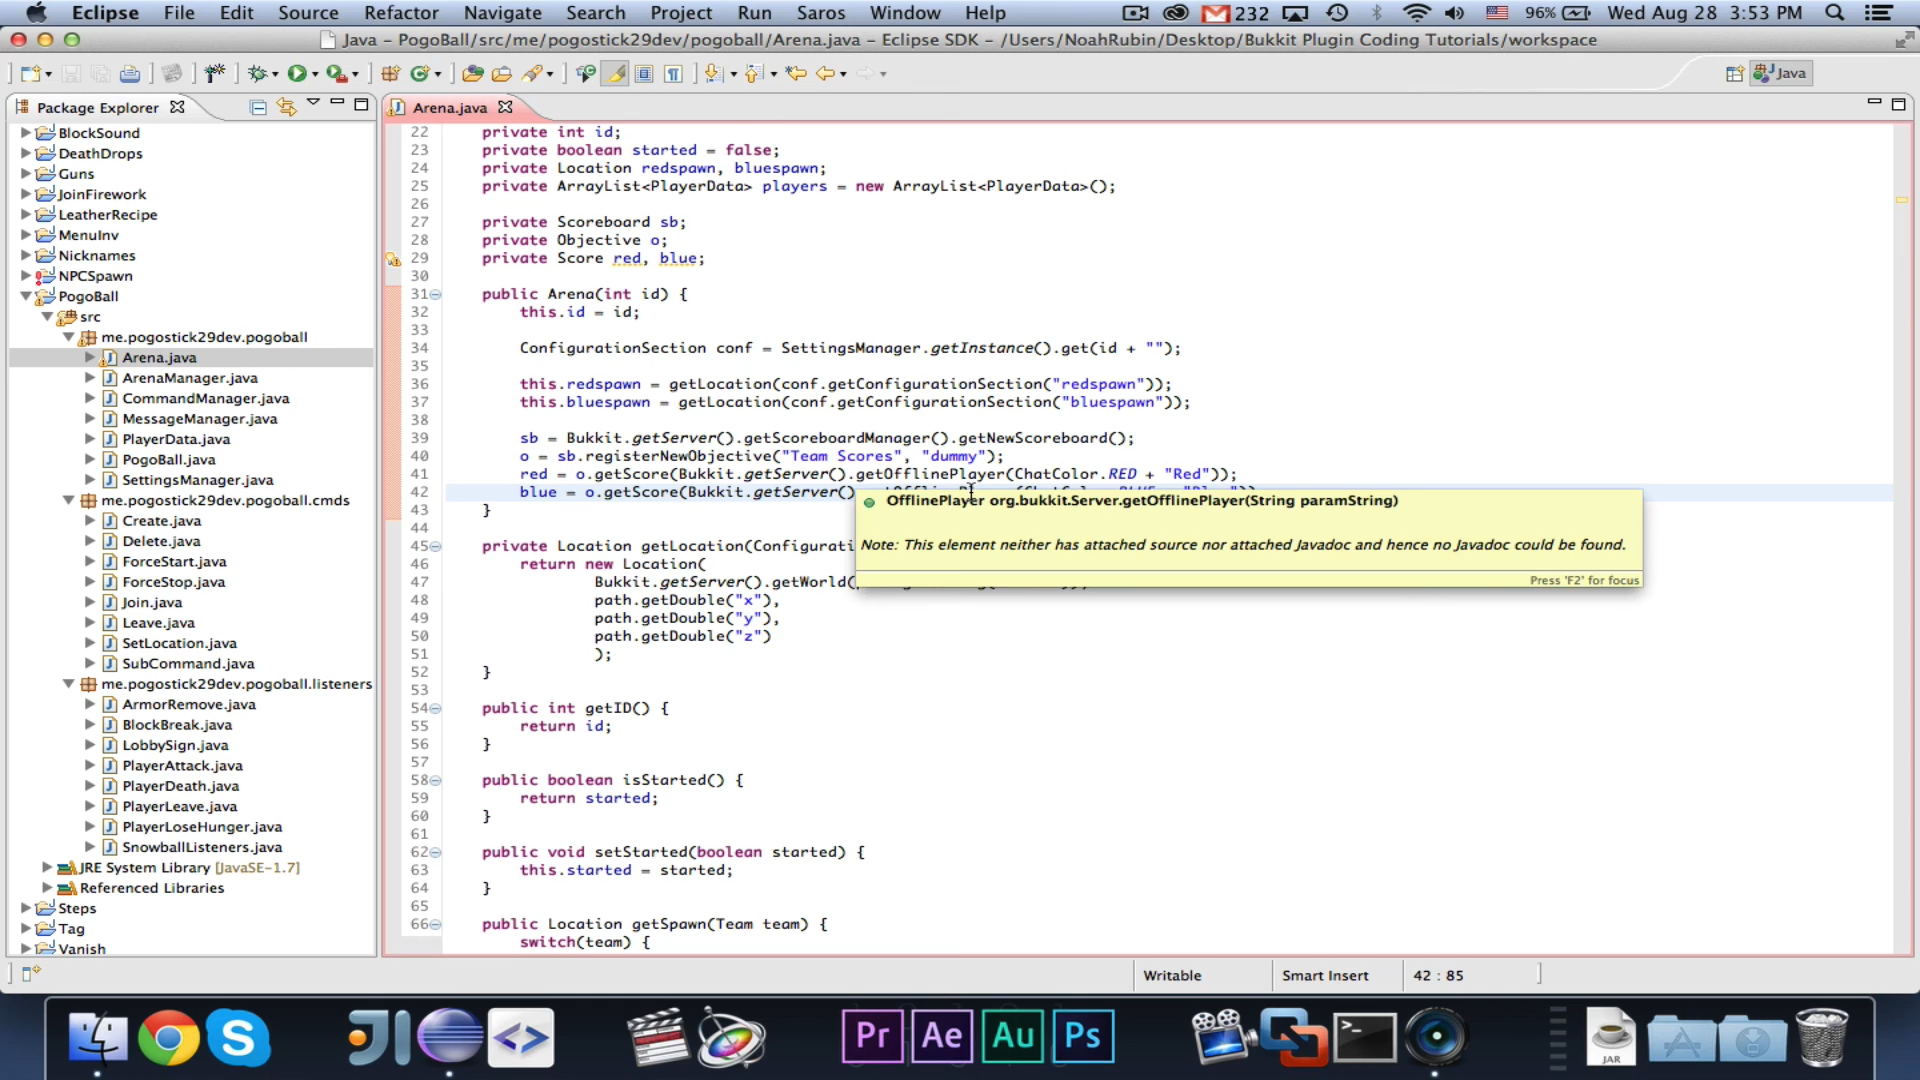 Eclipse File Edit Source Refactor Navigate Search Project Run Saros Window Help 232 96% Wed Aug 28 3:53 PM
Java - PogoBall/src/me/pogostick29dev/pogoball/Arena.java - Eclipse SDK - /Users/NoahRubin/Desktop/Bukkit Plugin Coding Tutorials/workspace
Java
Package Explorer
BlockSound
DeathDrops
Guns
JoinFirework
LeatherRecipe
MenuInv
Nicknames
NPCSpawn
PogoBall
src
me.pogostick29dev.pogoball
Arena.java
ArenaManager.java
CommandManager.java
MessageManager.java
PlayerData.java
PogoBall.java
SettingsManager.java
me.pogostick29dev.pogoball.cmds
Create.java
Delete.java
ForceStart.java
ForceStop.java
Join.java
Leave.java
SetLocation.java
SubCommand.java
me.pogostick29dev.pogoball.listeners
ArmorRemove.java
BlockBreak.java
LobbySign.java
PlayerAttack.java
PlayerDeath.java
PlayerLeave.java
PlayerLoseHunger.java
SnowballListeners.java
JRE System Library [JavaSE-1.7]
Referenced Libraries
Steps
Tag
Vanish
Arena.java
22 private int id;
23 private boolean started = false;
24 private Location redspawn, bluespawn;
25 private ArrayList<PlayerData> players = new ArrayList<PlayerData>();
26
27 private Scoreboard sb;
28 private Objective o;
29 private Score red, blue;
30
31 public Arena(int id) {
32 this.id = id;
33
34 ConfigurationSection conf = SettingsManager.getInstance().get(id + "");
35
36 this.redspawn = getLocation(conf.getConfigurationSection("redspawn"));
37 this.bluespawn = getLocation(conf.getConfigurationSection("bluespawn"));
38
39 sb = Bukkit.getServer().getScoreboardManager().getNewScoreboard();
40 o = sb.registerNewObjective("Team Scores", "dummy");
41 red = o.getScore(Bukkit.getServer().getOfflinePlayer(ChatColor.RED + "Red"));
42 blue = o.getScore(Bukkit.getServer()
43 }
44
45 private Location getLocation(Configurati
46 return new Location(
47 Bukkit.getServer().getWorld(
48 path.getDouble("x"),
49 path.getDouble("y"),
50 path.getDouble("z")
51 );
52 }
53
54 public int getID() {
55 return id;
56 }
57
58 public boolean isStarted() {
59 return started;
60 }
61
62 public void setStarted(boolean started) {
63 this.started = started;
64 }
65
66 public Location getSpawn(Team team) {
switch(team) {
OfflinePlayer org.bukkit.Server.getOfflinePlayer(String paramString)
Note: This element neither has attached source nor attached Javadoc and hence no Javadoc could be found.
Press 'F2' for focus
Writable Smart Insert 42 : 85
Pr Ae Au Ps
JAR